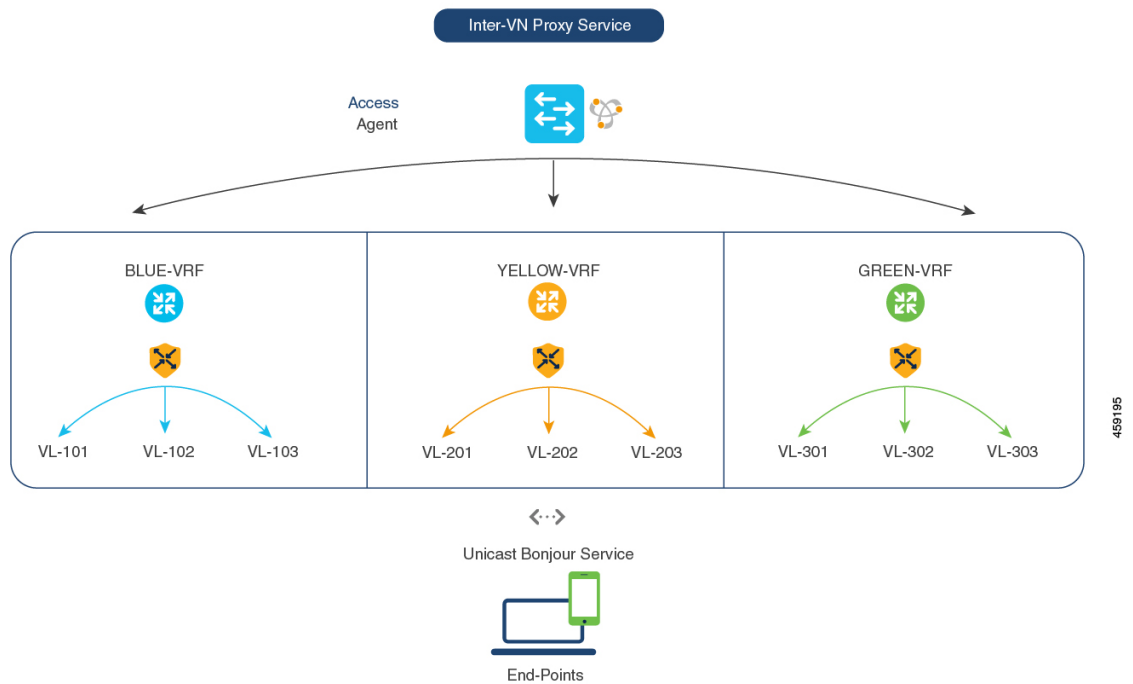 Inter-VN Proxy Service
Access
Agent
BLUE-VRF
YELLOW-VRF
GREEN-VRF
VL-101
VL-102
VL-103
VL-201
VL-202
VL-203
VL-301
VL-302
VL-303
459195
Unicast Bonjour Service
End-Points